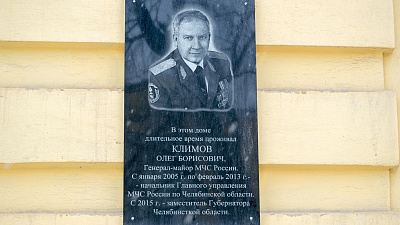 В этом доме
длительное время проживал
КЛИМОВ
ОЛЕГ БОРИСОВИЧ,
Генерал-майор МЧС России.
С января 2005 г. по февраль 2013 г.-
- начальник Главного управления
МЧС России по Челябинской области.
С 2015 г. - заместитель Губернатора
Челябинсткой области.